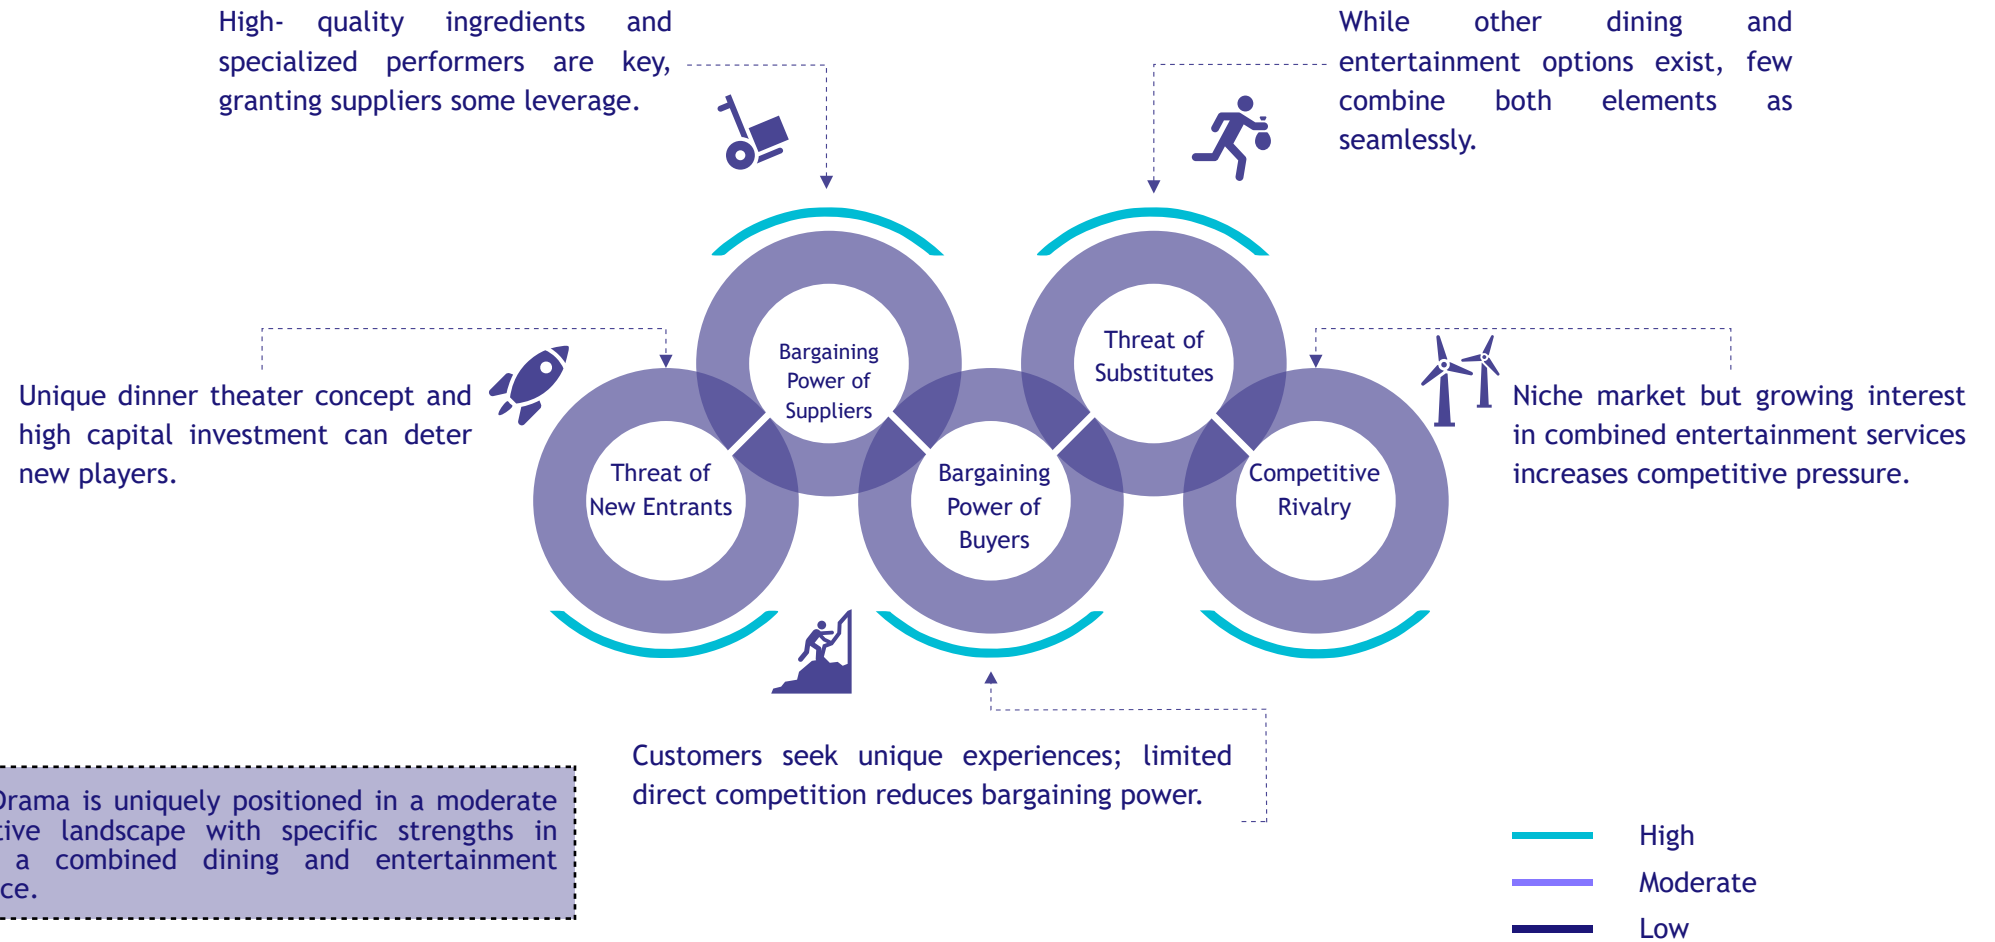 High- quality ingredients and
specialized performers are key,
granting suppliers some leverage.
While other dining and
entertainment options exist, few
combine both elements as
seamlessly.
Bargaining
Power of
Suppliers
Threat of
Substitutes
Unique dinner theater concept and
high capital investment can deter
new players.
Threat of
New Entrants
Bargaining
Power of
Buyers
Competitive
Rivalry
Niche market but growing interest
in combined entertainment services
increases competitive pressure.
Customers seek unique experiences; limited
direct competition reduces bargaining power.
Drama is uniquely positioned in a moderate
tive landscape with specific strengths in
a combined dining and entertainment
ce.
High
Moderate
Low